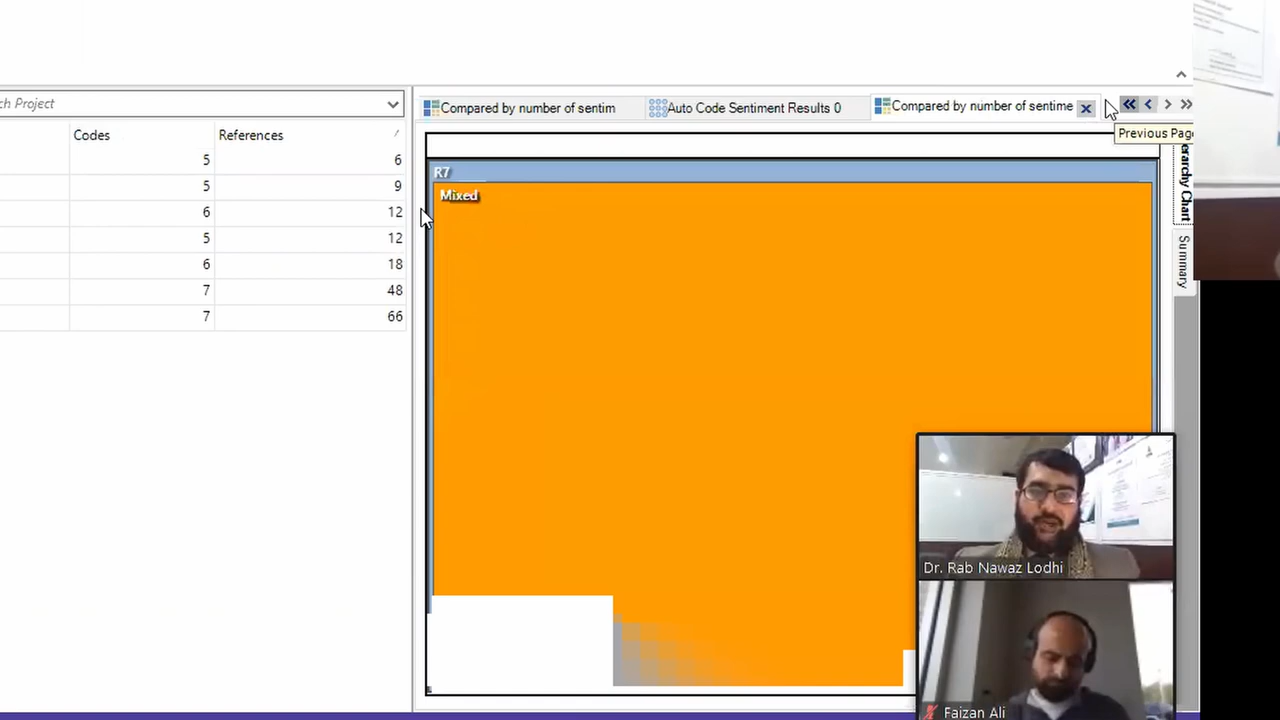 ch Project
Codes
References
5
6
5
9
6
12
5
12
6
18
7
48
7
66
Compared by number of sentim
Auto Code Sentiment Results 0
Compared by number of sentime
Previous Pag
R7
Mixed
erarchy Chart
Summary
Dr. Rab Nawaz Lodhi
Faizan Ali